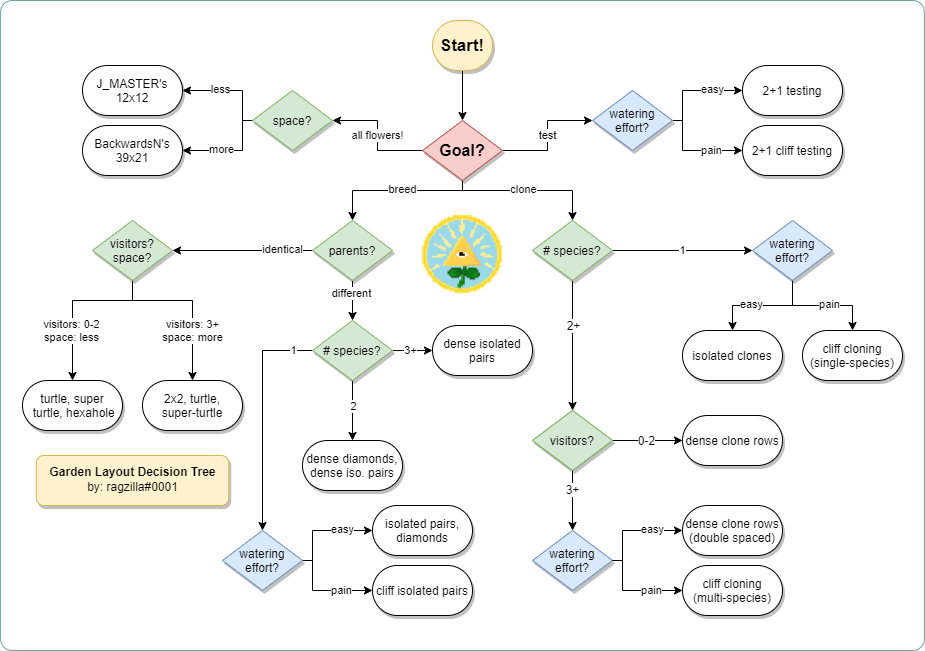 Start!
J_MASTER's
12x12
less
space?
all flowers!
Goal?
test
watering
effort?
easy
2+1 testing
BackwardsN's
39x21
more
pain
2+1 cliff testing
breed
clone
visitors?
space?
identical
parents?
# species?
1
watering
effort?
different
visitors: 0-2
space: less
visitors: 3+
space: more
easy
pain
2+
1
# species?
3+
dense isolated
pairs
isolated clones
cliff cloning
(single-species)
turtle, super
turtle, hexahole
2x2, turtle,
super-turtle
2
visitors?
0-2
dense clone rows
dense diamonds,
dense iso. pairs
Garden Layout Decision Tree
by: ragzilla#0001
3+
watering
effort?
easy
isolated pairs,
diamonds
pain
cliff isolated pairs
watering
effort?
easy
dense clone rows
(double spaced)
pain
cliff cloning
(multi-species)